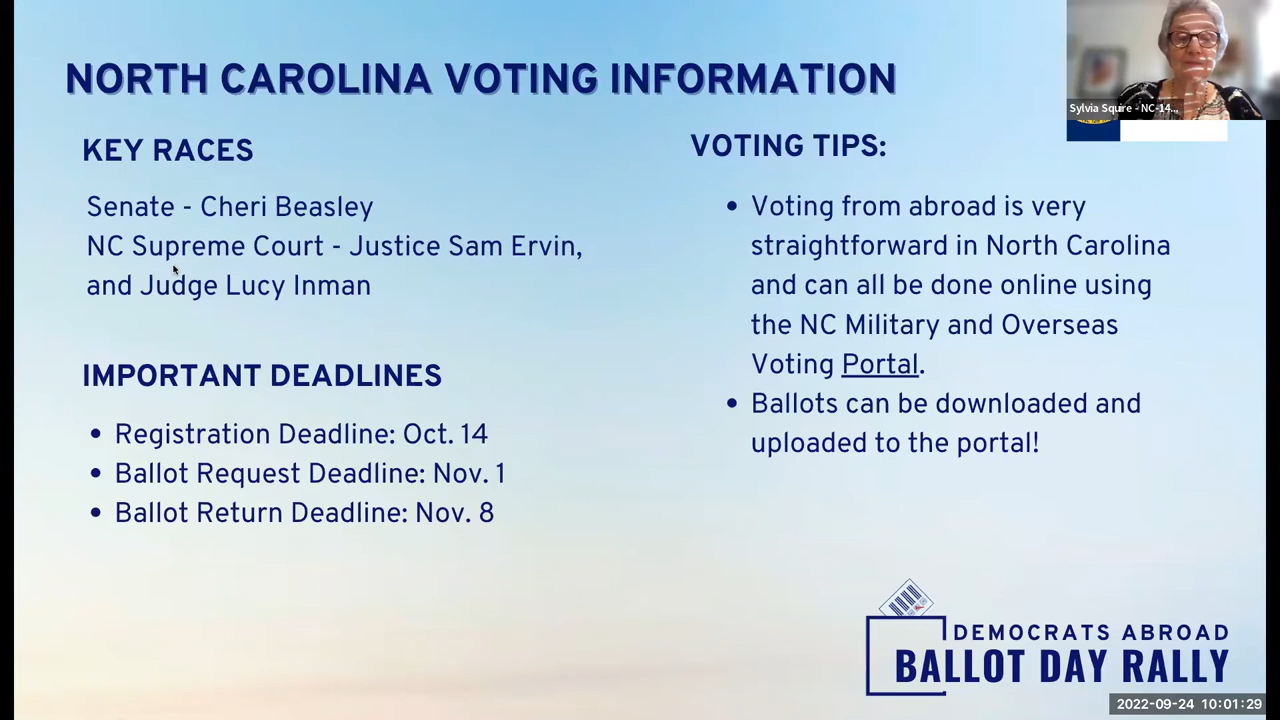 NORTH CAROLINA VOTING INFORMATION
KEY RACES
Senate - Cheri Beasley
NC Supreme Court - Justice Sam Ervin,
and Judge Lucy Inman
IMPORTANT DEADLINES
Registration Deadline: Oct. 14
Ballot Request Deadline: Nov. 1
Ballot Return Deadline: Nov. 8
VOTING TIPS:
Voting from abroad is very
straightforward in North Carolina
and can all be done online using
the NC Military and Overseas
Voting Portal.
Ballots can be downloaded and
uploaded to the portal!
Sylvia Squire - NC-14...
DEMOCRATS ABROAD
BALLOT DAY RALLY
2022-09-24 10:01:29